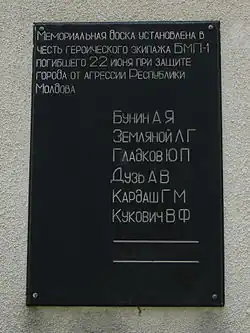 Мемориальная доска установлена в
честь героического экипажа БМП-1
погибшего 22 июня при защите
города от агрессии Республики
Молдова
Бунин А Я
Земляной Л Г
Гладков Ю П
Дузь А В
Кардаш Г М
Кукович В Ф